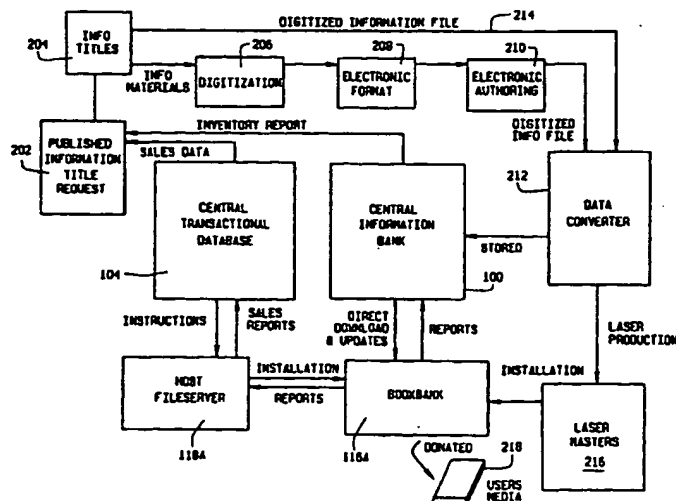 DIGITIZED INFORMATION FILE
214
INFO
TITLES
204
206
208
210
INFO
MATERIALS
DIGITIZATION
ELECTRONIC
FORMAT
ELECTRONIC
AUTHORING
INVENTORY REPORT
DIGITIZED
INFO FILE
202
PUBLISHED
INFORMATION
TITLE
REQUEST
SALES DATA
212
CENTRAL
TRANSACTIONAL
DATABASE
CENTRAL
INFORMATION
BANK
DATA
CONVERTER
STORED
104
100
INSTRUCTIONS
SALES
REPORTS
DIRECT
DOWNLOAD
& UPDATES
REPORTS
LASER
PRODUCTION
HOST
FILESERVER
INSTALLATION
REPORTS
BOOKBANK
INSTALLATION
LASER
MASTERS
216
118A
116A
DONATED
218
USERS
MEDIA